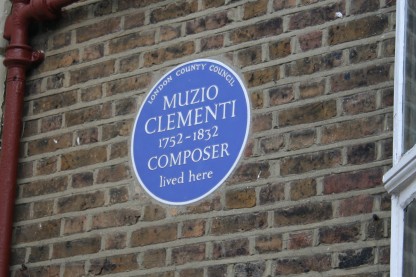 LONDON COUNTY COUNCIL
MUZIO
CLEMENTI
1752-1832
COMPOSER
lived here